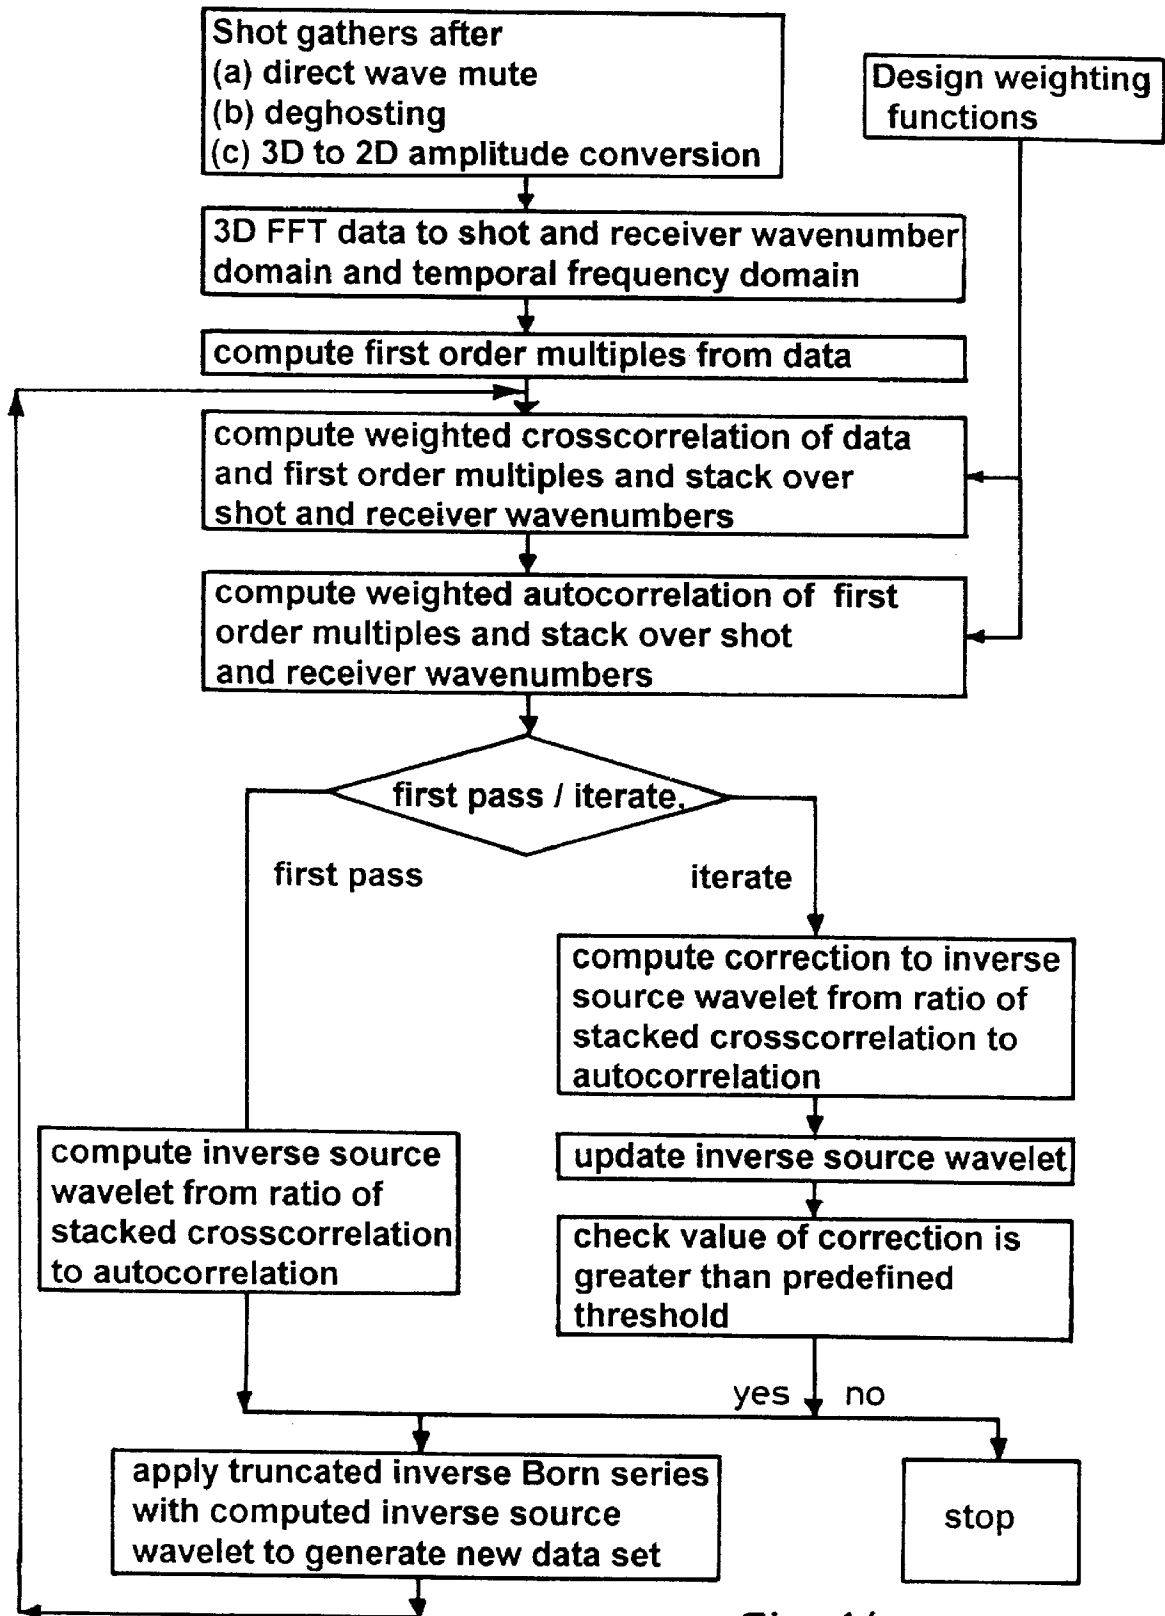 Shot gathers after
(a) direct wave mute
(b) deghosting
(c) 3D to 2D amplitude conversion
Design weighting
functions
3D FFT data to shot and receiver wavenumber
domain and temporal frequency domain
compute first order multiples from data
compute weighted crosscorrelation of data
and first order multiples and stack over
shot and receiver wavenumbers
compute weighted autocorrelation of first
order multiples and stack over shot
and receiver wavenumbers
first pass / iterate.
first pass
iterate
compute correction to inverse
source wavelet from ratio of
stacked crosscorrelation to
autocorrelation
compute inverse source
wavelet from ratio of
stacked crosscorrelation
to autocorrelation
update inverse source wavelet
check value of correction is
greater than predefined
threshold
yes no
apply truncated inverse Born series
with computed inverse source
wavelet to generate new data set
stop